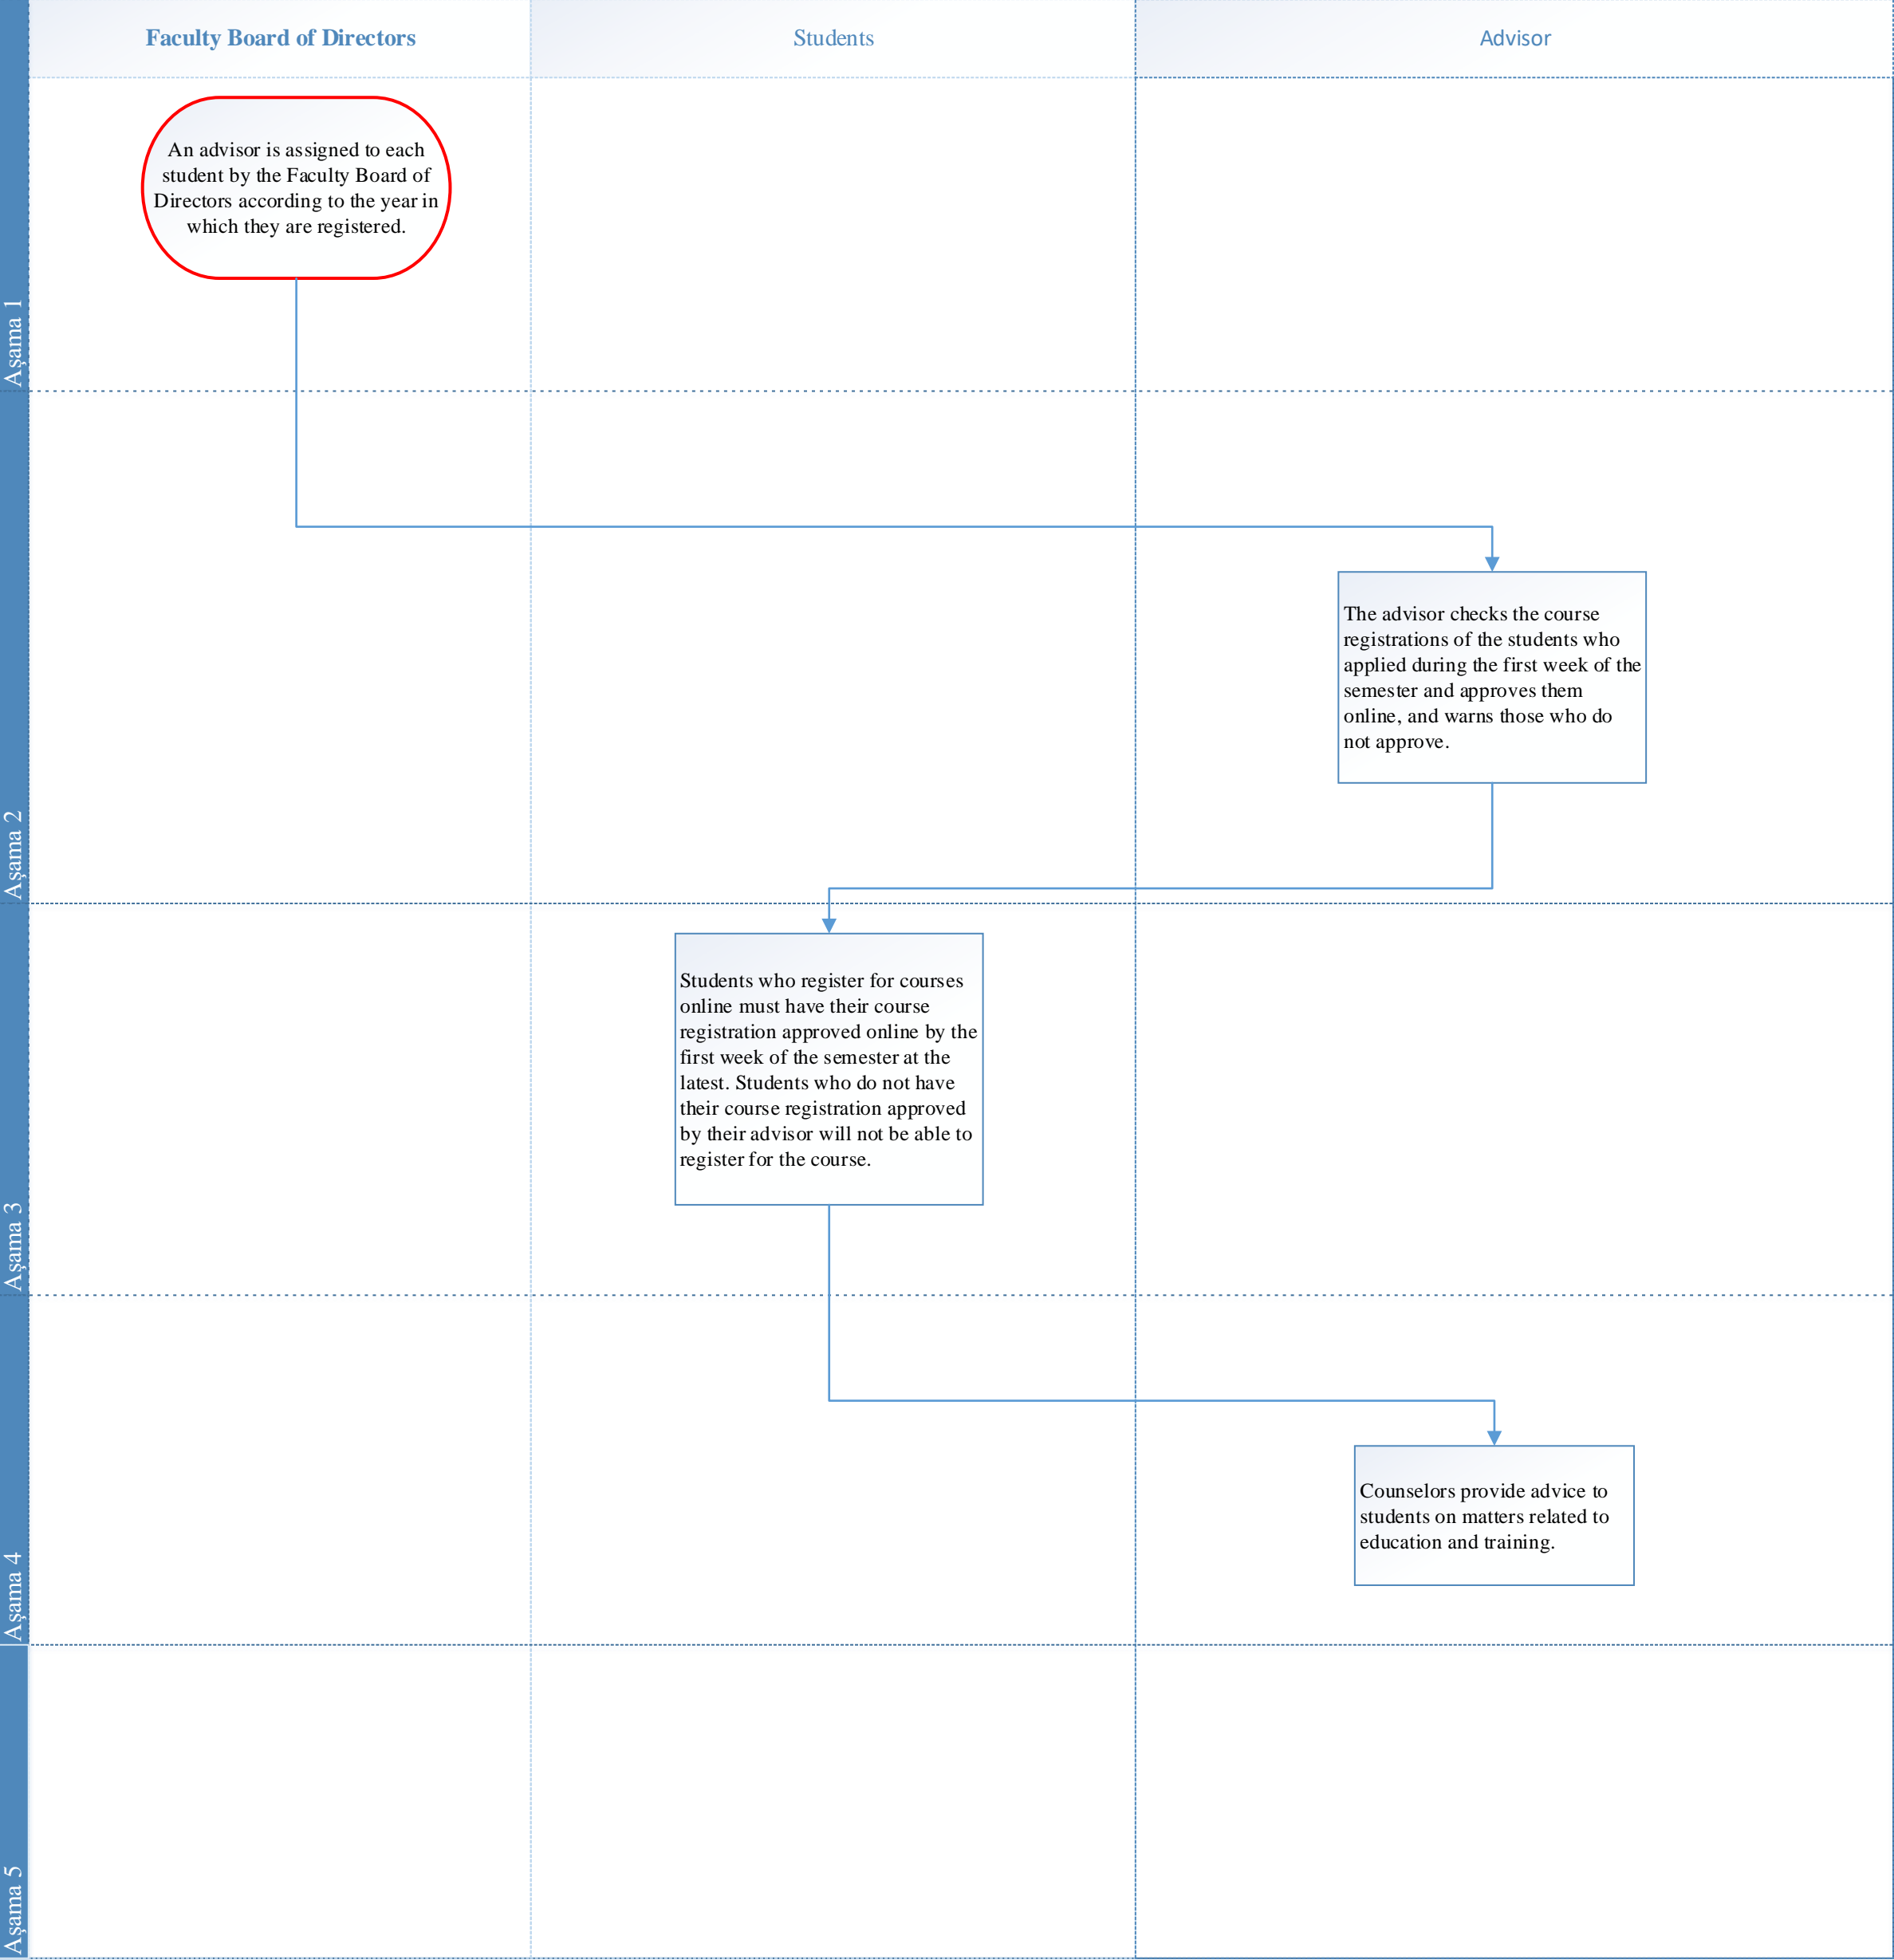 Faculty Board of Directors
Students
Advisor
Aşama 1
An advisor is assigned to each
student by the Faculty Board of
Directors according to the year in
which they are registered.
Aşama 2
The advisor checks the course
registrations of the students who
applied during the first week of the
semester and approves them
online, and warns those who do
not approve.
Aşama 3
Students who register for courses
online must have their course
registration approved online by the
first week of the semester at the
latest. Students who do not have
their course registration approved
by their advisor will not be able to
register for the course.
Aşama 4
Counselors provide advice to
students on matters related to
education and training.
Aşama 5